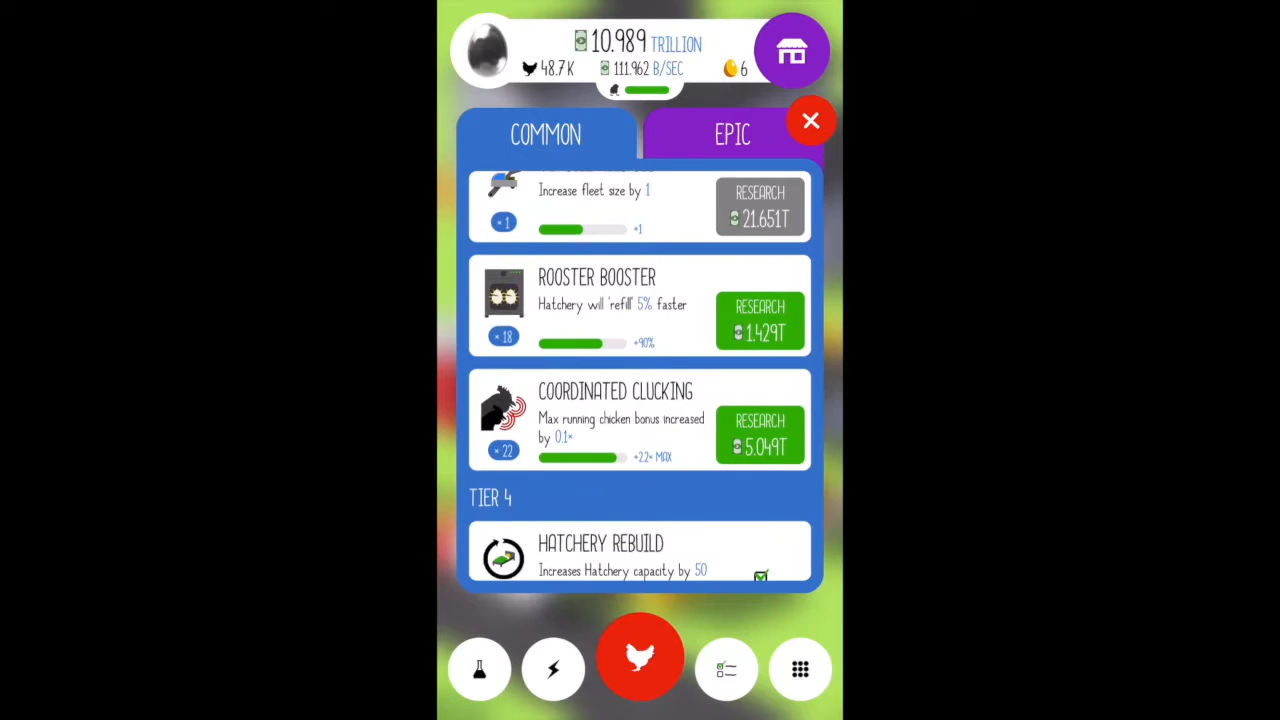 10.989 TRILLION
48.7K 111.962 B/SEC 6
COMMON EPIC
Increase fleet size by 1
RESEARCH
21.651T
× 1
+1
ROOSTER BOOSTER
Hatchery will 'refill' 5% faster
RESEARCH
1.429T
× 18
+90%
COORDINATED CLUCKING
Max running chicken bonus increased
by 0.1×
RESEARCH
5.049T
× 22
+2.2× MAX
TIER 4
HATCHERY REBUILD
Increases Hatchery capacity by 50